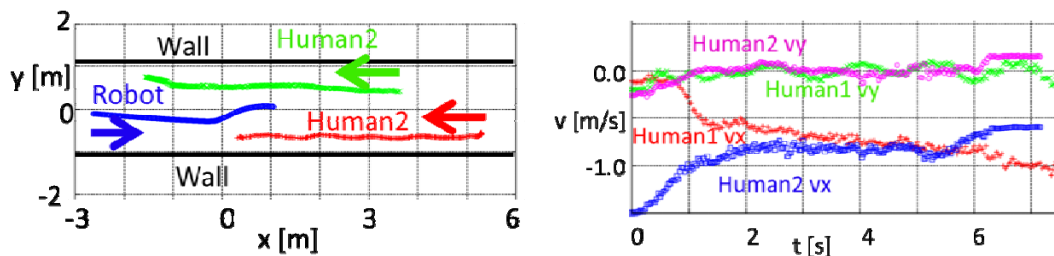 2
Wall
Human2
y [m]
Robot
0
Human2
Wall
-2
-3
0
3
6
x [m]
Human2 vy
0.0
Human1 vy
v [m/s]
Human1 vx
-1.0
Human2 vx
0
2
4
6
t [s]